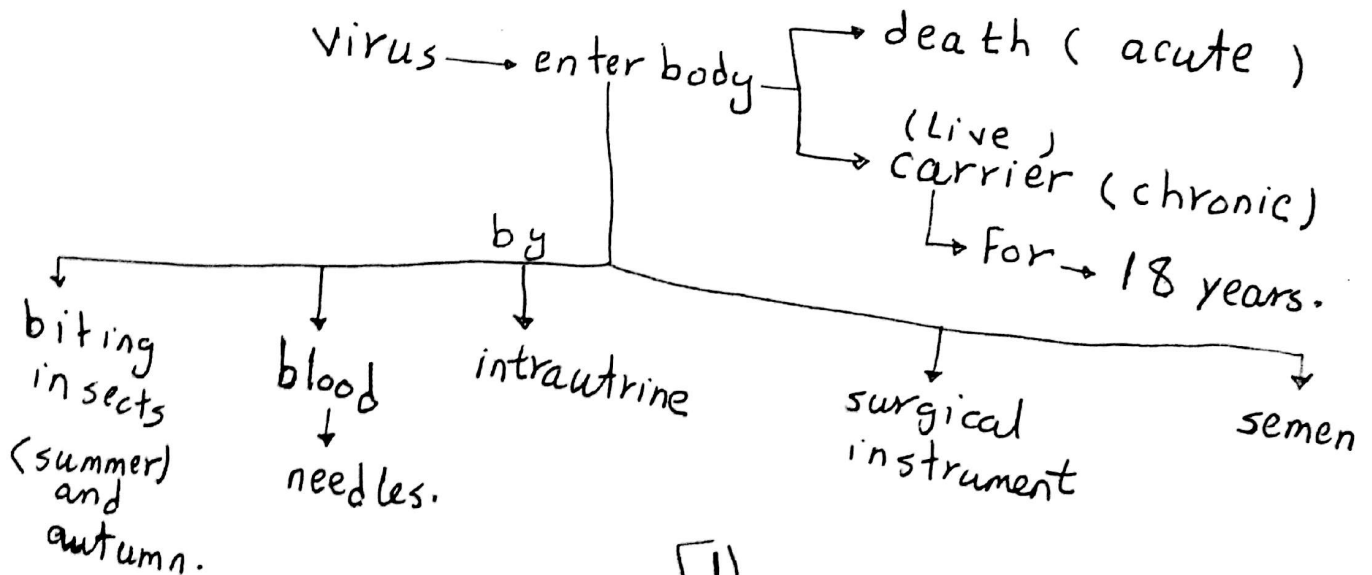 virus → enter body
death ( acute )
(Live)
carrier (chronic)
For → 18 years.
by
biting
insects
(summer)
and
autumn.
blood
needles.
intrautrine
surgical
instrument
semen